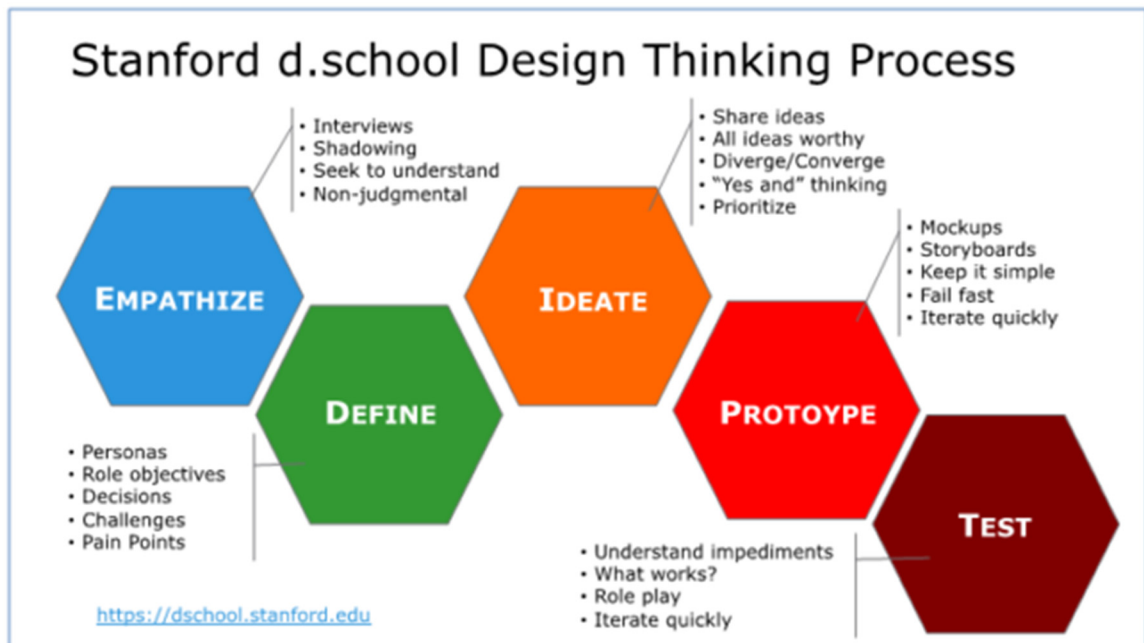 Stanford d.school Design Thinking Process
• Interviews
• Shadowing
• Seek to understand
• Non-judgmental
EMPATHIZE
• Personas
• Role objectives
• Decisions
• Challenges
• Pain Points
DEFINE
• Share ideas
• All ideas worthy
• Diverge/Converge
• “Yes and” thinking
• Prioritize
IDEATE
• Mockups
• Storyboards
• Keep it simple
• Fail fast
• Iterate quickly
PROTOYPE
• Understand impediments
• What works?
• Role play
• Iterate quickly
TEST
https://dschool.stanford.edu